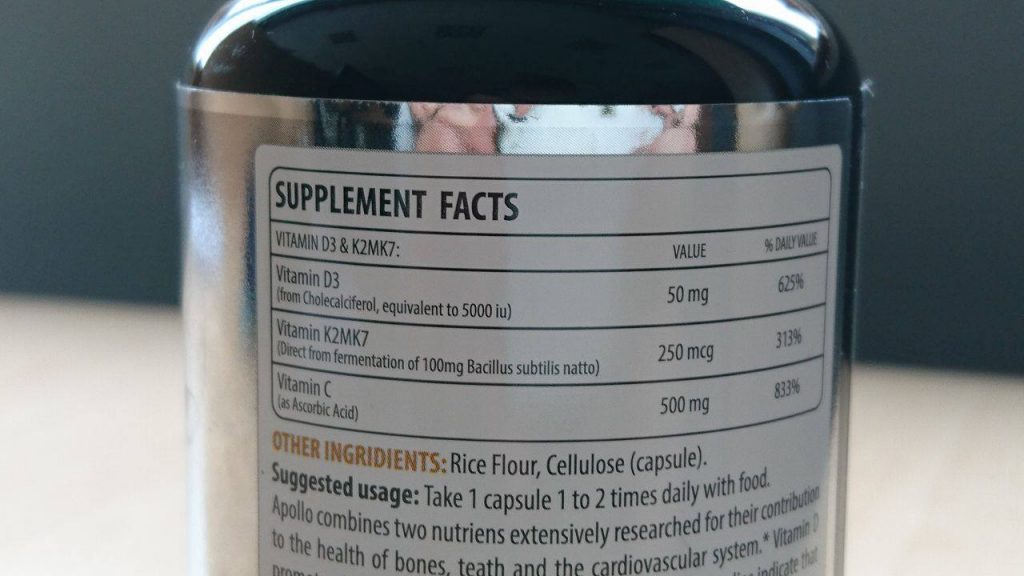 SUPPLEMENT FACTS
VITAMIN D3 & K2MK7: VALUE % DAILY VALUE
Vitamin D3
(from Cholecalciferol, equivalent to 5000 iu) 50 mg 625%
Vitamin K2MK7
(Direct from fermentation of 100mg Bacillus subtilis natto) 250 mcg 313%
Vitamin C
(as Ascorbic Acid) 500 mg 833%
OTHER INGRIDIENTS: Rice Flour, Cellulose (capsule).
Suggested usage: Take 1 capsule 1 to 2 times daily with food.
Apollo combines two nutriens extensively researched for their contribution
to the health of bones, teath and the cardiovascular system.* Vitamin D
indicate that